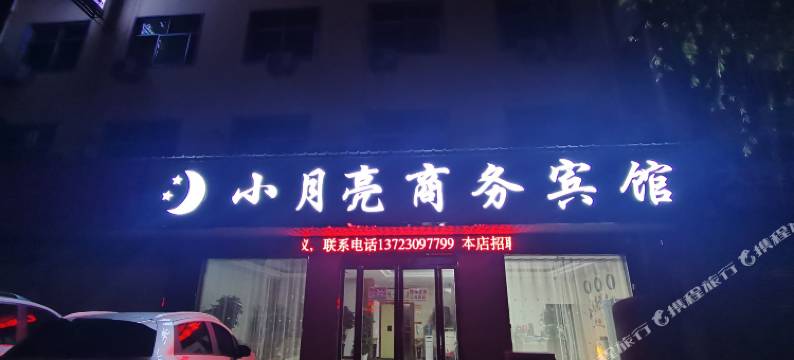 小月亮商务宾馆
议，联系电话13723097799 本店招聘
携程旅行
携程旅行